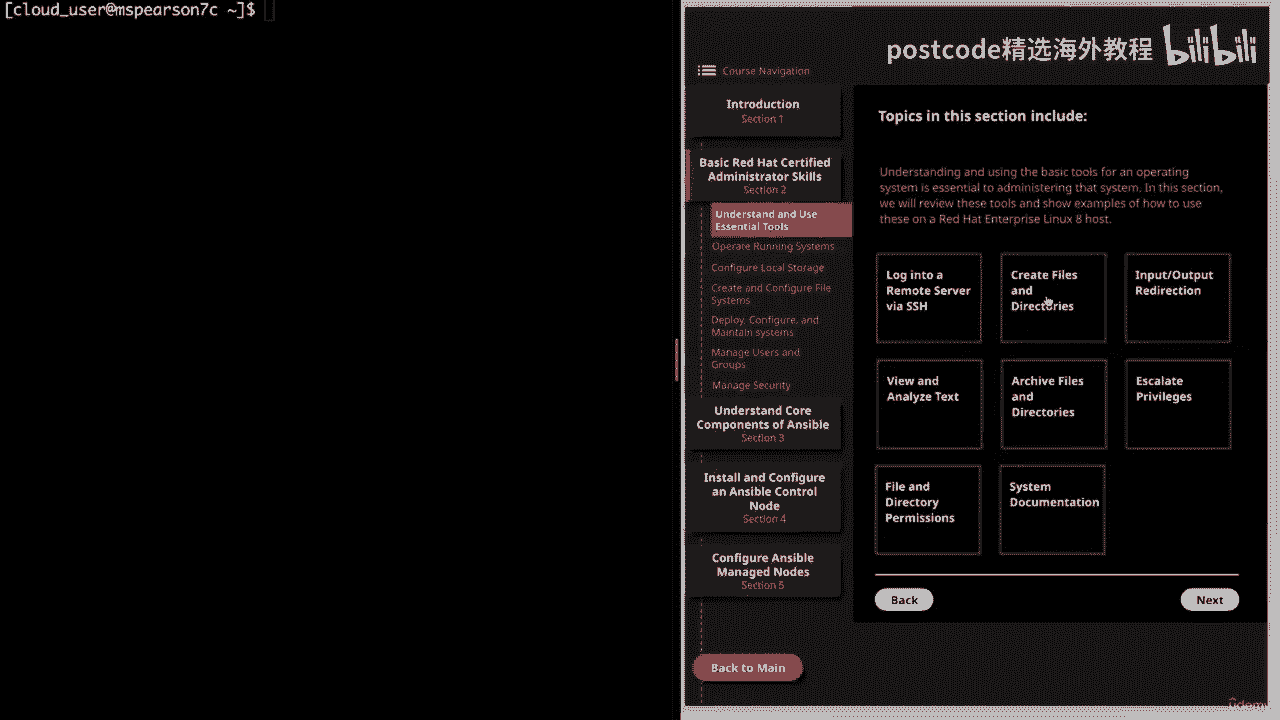 [cloud_user@mspearson7c ~]$
postcode精选海外教程 bilibili
Course Navigation
Introduction
Section 1
Basic Red Hat Certified
Administrator Skills
Section 2
Understand and Use
Essential Tools
Operate Running Systems
Configure Local Storage
Create and Configure File
Systems
Deploy, Configure, and
Maintain systems
Manage Users and
Groups
Manage Security
Understand Core
Components of Ansible
Section 3
Install and Configure
an Ansible Control
Node
Section 4
Configure Ansible
Managed Nodes
Section 5
Back to Main
Topics in this section include:
Understanding and using the basic tools for an operating
system is essential to administering that system. In this section,
we will review these tools and show examples of how to use
these on a Red Hat Enterprise Linux 8 host.
Log into a
Remote Server
via SSH
Create Files
and
Directories
Input/Output
Redirection
View and
Analyze Text
Archive Files
and
Directories
Escalate
Privileges
File and
Directory
Permissions
System
Documentation
Back
Next
Udemy